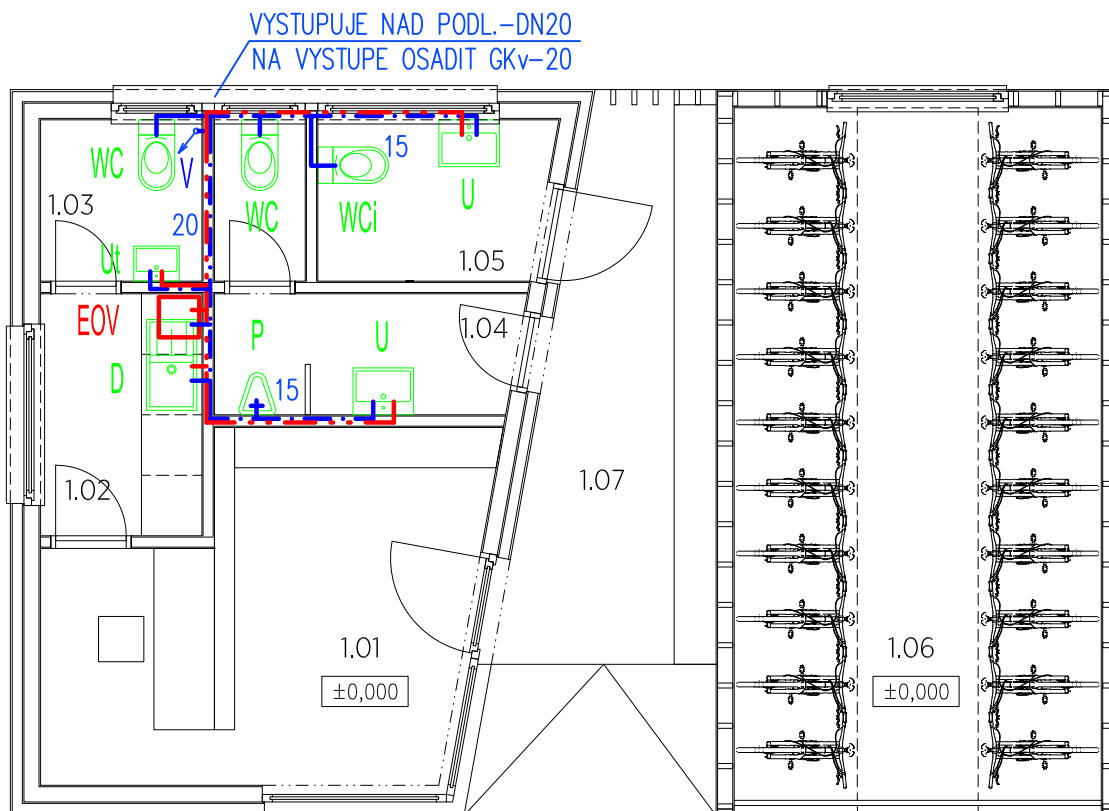 VYSTUPUJE NAD PODL.-DN20
NA VYSTUPE OSADIT GKv-20
WC
V
WC
15
WCi
U
1.03
20
Ut
1.05
EOV
P
U
1.04
D
15
1.02
1.07
1.01
±0,000
1.06
±0,000